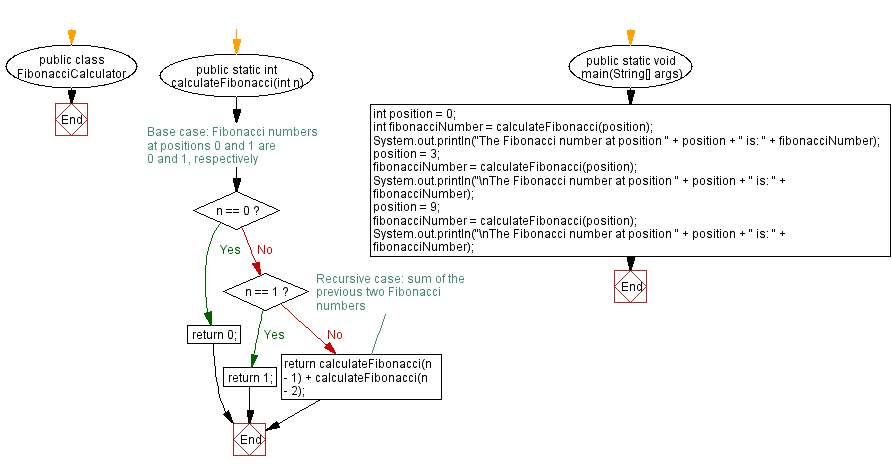 public class
FibonacciCalculator
End
public static int
calculateFibonacci(int n)
Base case: Fibonacci numbers
at positions 0 and 1 are
0 and 1, respectively
n == 0 ?
Yes
No
n == 1 ?
Recursive case: sum of the
previous two Fibonacci
numbers
return 0;
Yes
No
return 1;
return calculateFibonacci(n
- 1) + calculateFibonacci(n
- 2);
End
public static void
main(String[] args)
int position = 0;
int fibonacciNumber = calculateFibonacci(position);
System.out.println("The Fibonacci number at position " + position + " is: " + fibonacciNumber);
position = 3;
fibonacciNumber = calculateFibonacci(position);
System.out.println("\nThe Fibonacci number at position " + position + " is: " +
fibonacciNumber);
position = 9;
fibonacciNumber = calculateFibonacci(position);
System.out.println("\nThe Fibonacci number at position " + position + " is: " +
fibonacciNumber);
End